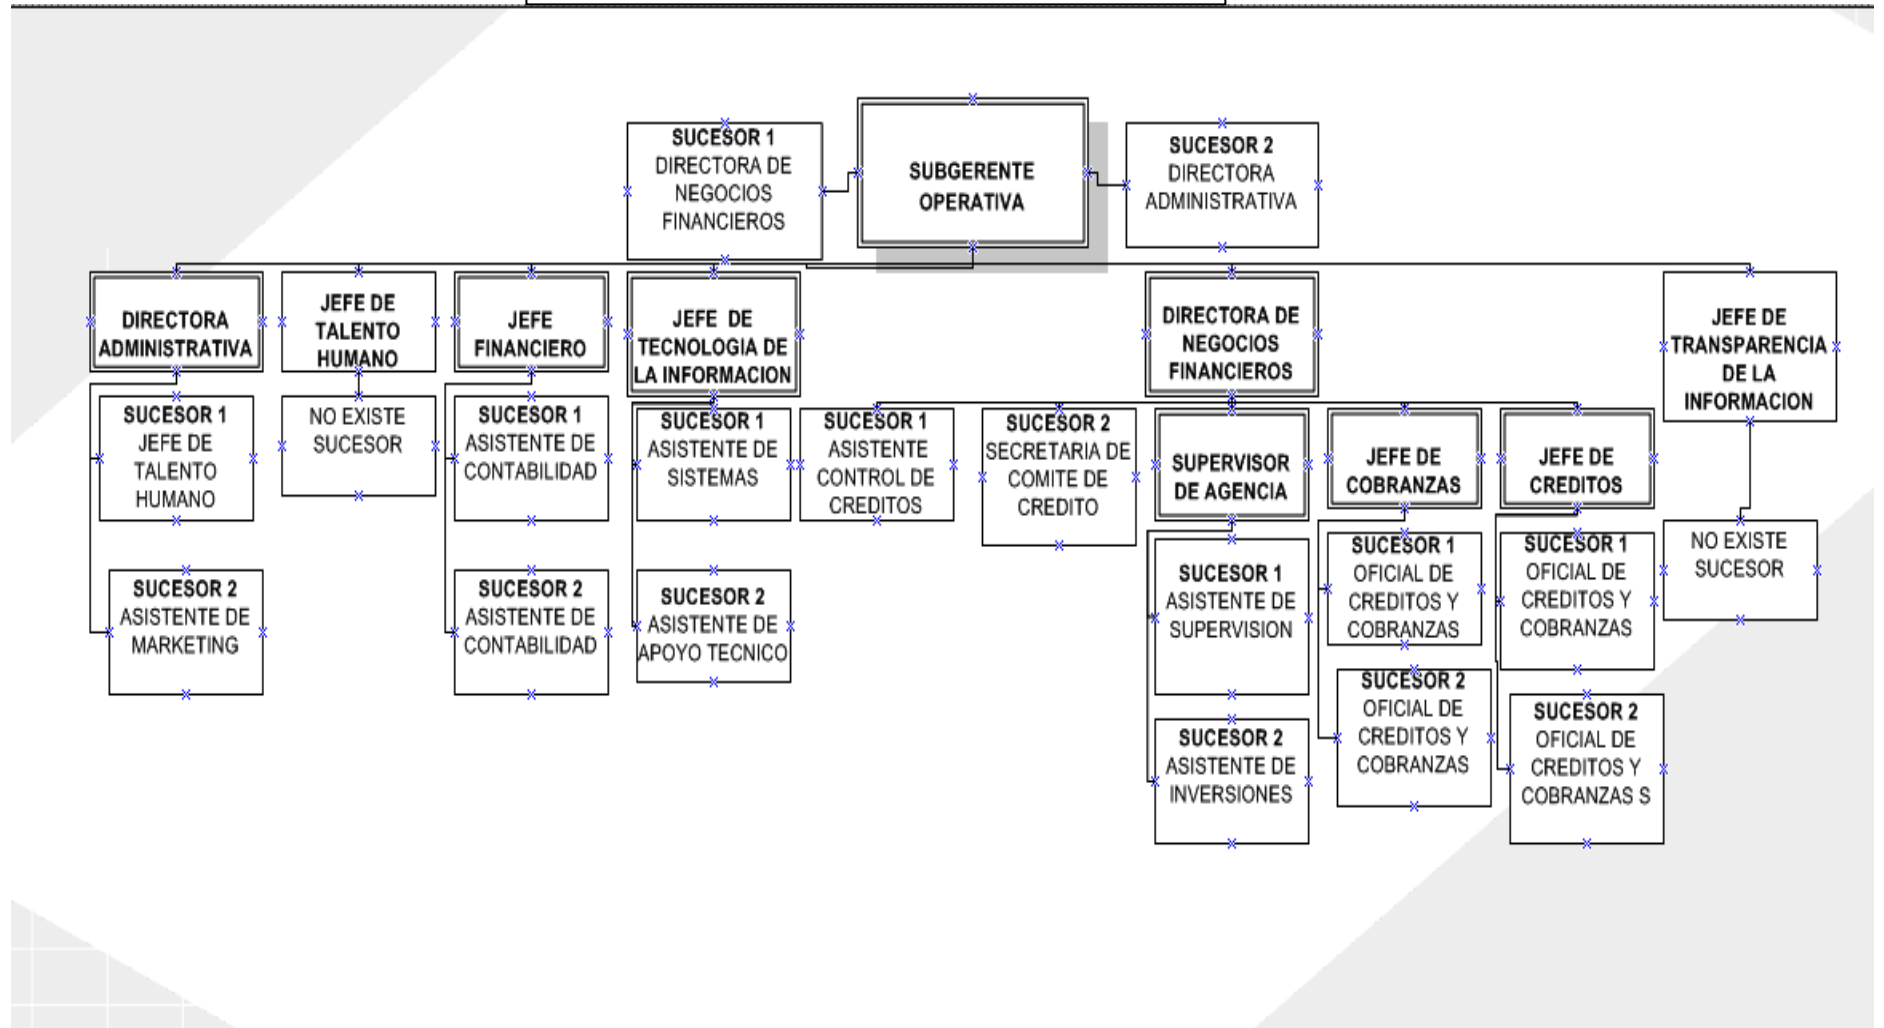 SUCESOR 1
DIRECTORA DE
NEGOCIOS
FINANCIEROS
SUBGERENTE
OPERATIVA
SUCESOR 2
DIRECTORA
ADMINISTRATIVA
DIRECTORA
ADMINISTRATIVA
JEFE DE
TALENTO
HUMANO
JEFE
FINANCIERO
JEFE DE
TECNOLOGIA DE
LA INFORMACION
DIRECTORA DE
NEGOCIOS
FINANCIEROS
JEFE DE
TRANSPARENCIA
DE LA
INFORMACION
SUCESOR 1
JEFE DE
TALENTO
HUMANO
NO EXISTE
SUCESOR
SUCESOR 1
ASISTENTE DE
CONTABILIDAD
SUCESOR 1
ASISTENTE DE
SISTEMAS
SUCESOR 1
ASISTENTE
CONTROL DE
CREDITOS
SUCESOR 2
SECRETARIA DE
COMITE DE
CREDITO
SUPERVISOR
DE AGENCIA
JEFE DE
COBRANZAS
JEFE DE
CREDITOS
NO EXISTE
SUCESOR
SUCESOR 2
ASISTENTE DE
MARKETING
SUCESOR 2
ASISTENTE DE
CONTABILIDAD
SUCESOR 2
ASISTENTE DE
APOYO TECNICO
SUCESOR 1
ASISTENTE DE
SUPERVISION
SUCESOR 1
OFICIAL DE
CREDITOS Y
COBRANZAS
SUCESOR 1
OFICIAL DE
CREDITOS Y
COBRANZAS
SUCESOR 2
ASISTENTE DE
INVERSIONES
SUCESOR 2
OFICIAL DE
CREDITOS Y
COBRANZAS
SUCESOR 2
OFICIAL DE
CREDITOS Y
COBRANZAS S